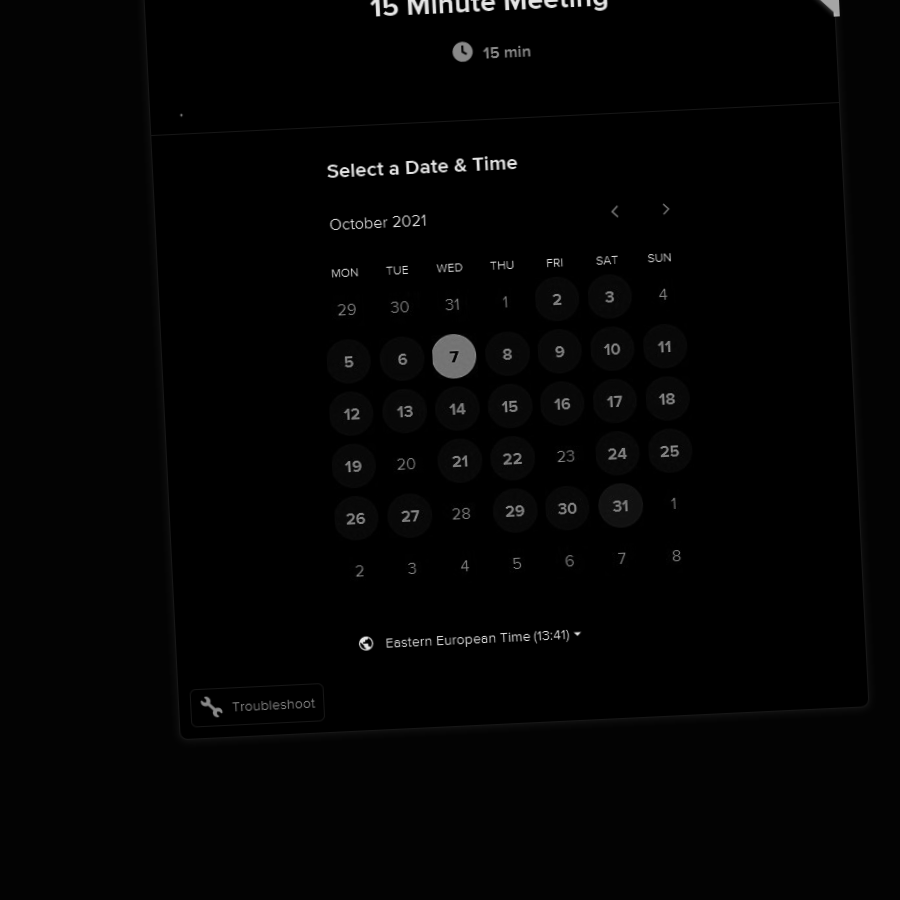 15 Minute Meeting
15 min
Select a Date & Time
October 2021
MON TUE WED THU FRI SAT SUN
29 30 31 1 2 3 4
5 6 7 8 9 10 11
12 13 14 15 16 17 18
19 20 21 22 23 24 25
26 27 28 29 30 31 1
2 3 4 5 6 7 8
Eastern European Time (13:41)
Troubleshoot